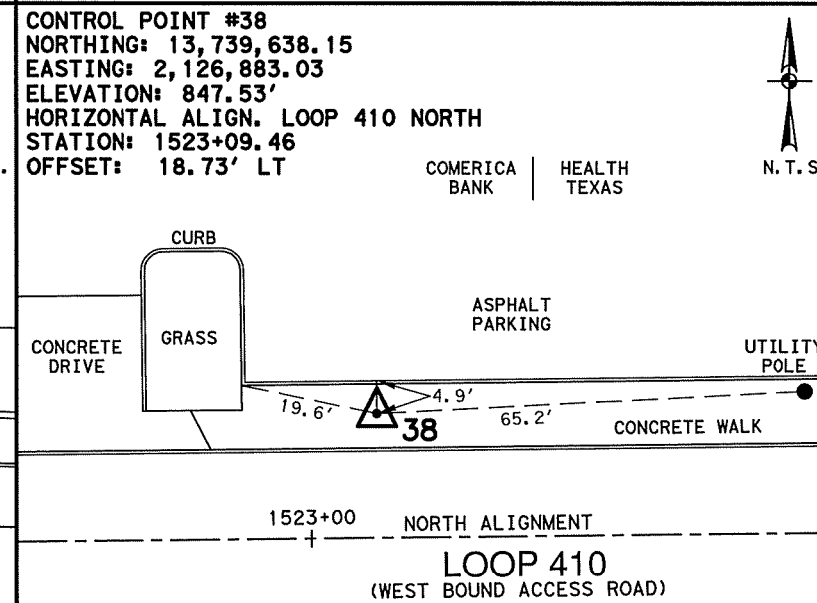 CONTROL POINT #38
NORTHING: 13,739,638.15
EASTING: 2,126,883.03
ELEVATION: 847.53'
HORIZONTAL ALIGN. LOOP 410 NORTH
STATION: 1523+09.46
OFFSET: 18.73' LT
N.T.S
COMERICA
BANK
HEALTH
TEXAS
CURB
CONCRETE
DRIVE
GRASS
ASPHALT
PARKING
UTILITY
POLE
19.6'
4.9'
38
65.2'
CONCRETE WALK
1523+00
NORTH ALIGNMENT
LOOP 410
(WEST BOUND ACCESS ROAD)